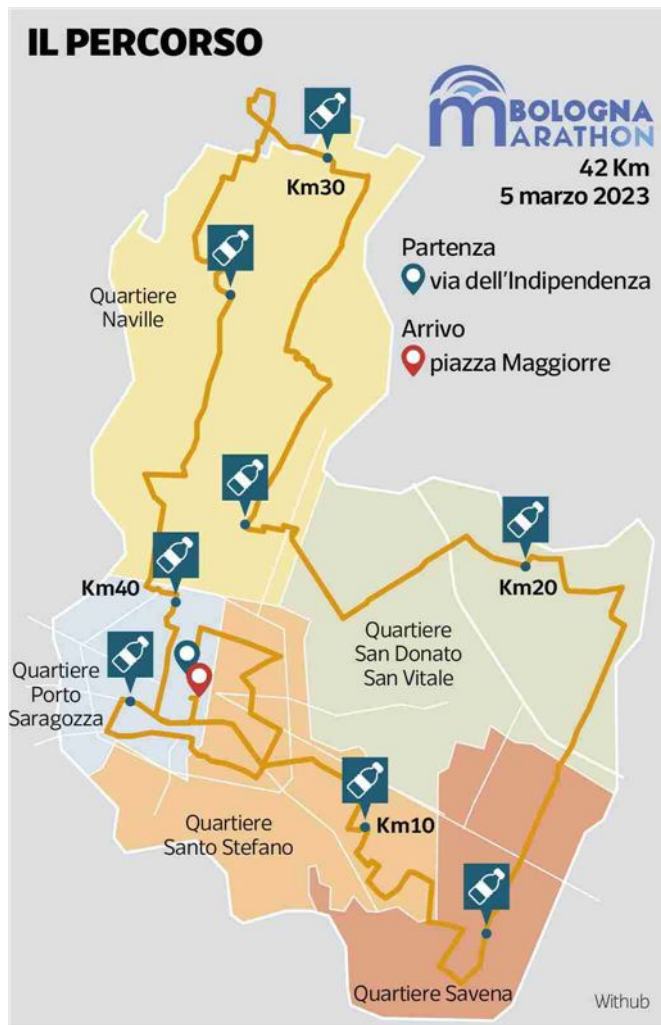 IL PERCORSO
BOLOGNA
MARATHON
42 Km
5 marzo 2023
Partenza
via dell'Indipendenza
Arrivo
piazza Maggiorre
Km30
Quartiere
Naville
Km40
Km20
Quartiere
San Donato
San Vitale
Quartiere
Porto
Saragozza
Km10
Quartiere
Santo Stefano
Quartiere Savena
Withub